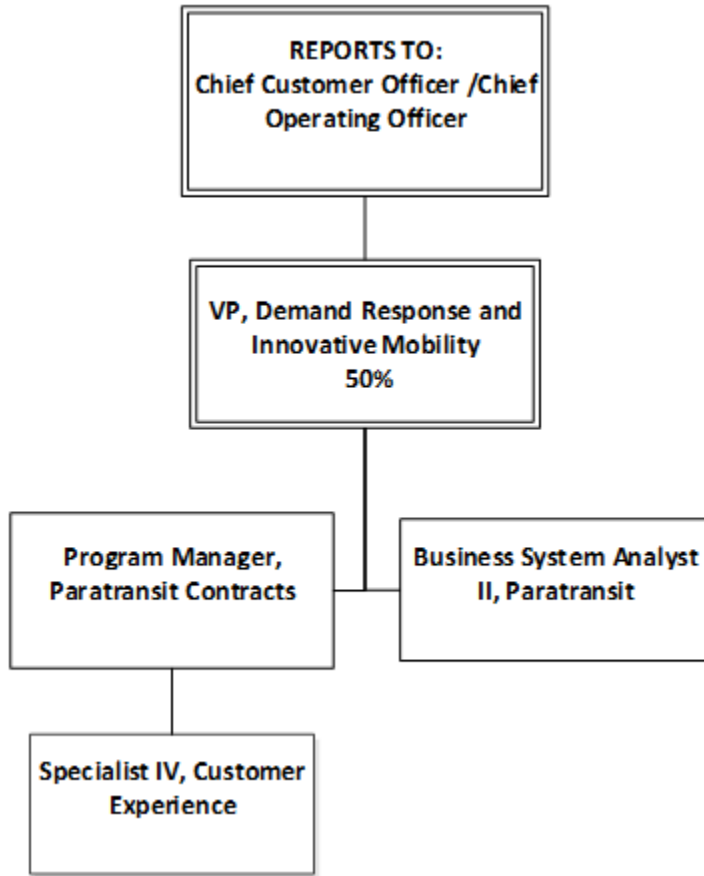 REPORTS TO:
Chief Customer Officer /Chief
Operating Officer
VP, Demand Response and
Innovative Mobility
50%
Program Manager,
Paratransit Contracts
Business System Analyst
II, Paratransit
Specialist IV, Customer
Experience